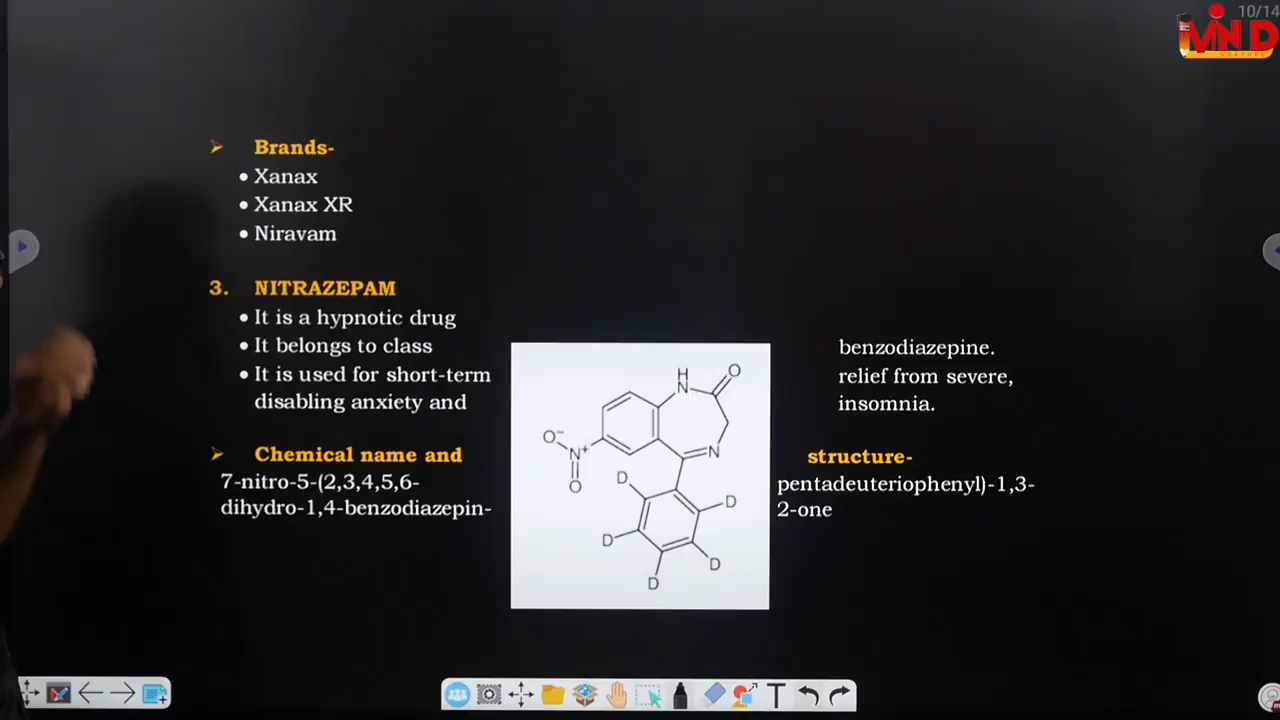 10/14
MIND
NURTURE
➢ Brands-
• Xanax
• Xanax XR
• Niravam
3. NITRAZEPAM
• It is a hypnotic drug
• It belongs to class benzodiazepine.
• It is used for short-term relief from severe,
disabling anxiety and insomnia.
➢ Chemical name and structure-
7-nitro-5-(2,3,4,5,6- pentadeuteriophenyl)-1,3-
dihydro-1,4-benzodiazepin- 2-one
H
N
O
O⁻
N⁺
O
N
D
D
D
D
D
T